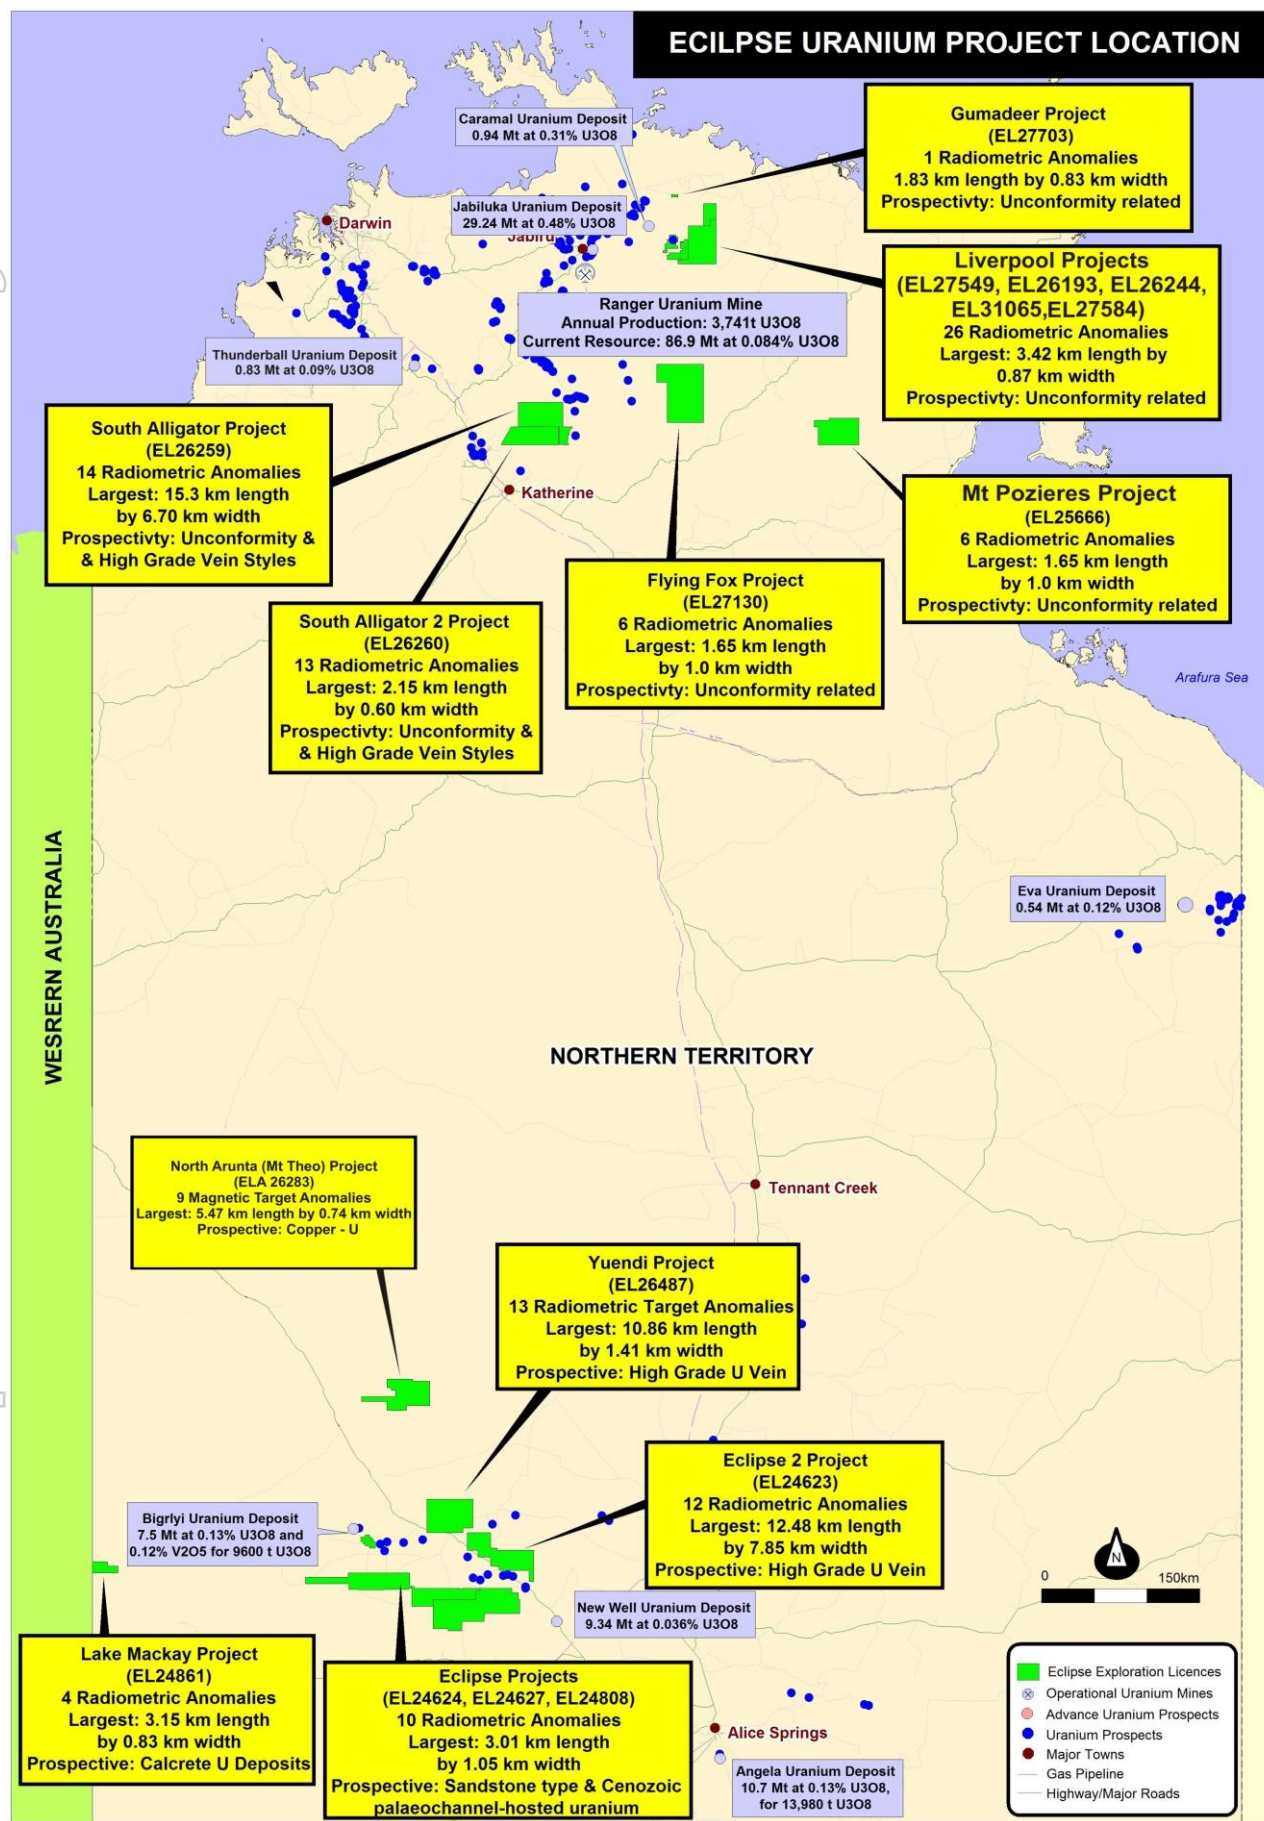 ECILPSE URANIUM PROJECT LOCATION
Caramal Uranium Deposit
0.94 Mt at 0.31% U3O8
Gumadeer Project
(EL27703)
1 Radiometric Anomalies
1.83 km length by 0.83 km width
Prospectivty: Unconformity related
Jabiluka Uranium Deposit
29.24 Mt at 0.48% U3O8
Darwin
Jabiru
Liverpool Projects
(EL27549, EL26193, EL26244,
EL31065,EL27584)
26 Radiometric Anomalies
Largest: 3.42 km length by
0.87 km width
Prospectivty: Unconformity related
Ranger Uranium Mine
Annual Production: 3,741t U3O8
Current Resource: 86.9 Mt at 0.084% U3O8
Thunderball Uranium Deposit
0.83 Mt at 0.09% U3O8
South Alligator Project
(EL26259)
14 Radiometric Anomalies
Largest: 15.3 km length
by 6.70 km width
Prospectivty: Unconformity &
& High Grade Vein Styles
Katherine
Mt Pozieres Project
(EL25666)
6 Radiometric Anomalies
Largest: 1.65 km length
by 1.0 km width
Prospectivty: Unconformity related
Flying Fox Project
(EL27130)
6 Radiometric Anomalies
Largest: 1.65 km length
by 1.0 km width
Prospectivty: Unconformity related
South Alligator 2 Project
(EL26260)
13 Radiometric Anomalies
Largest: 2.15 km length
by 0.60 km width
Prospectivty: Unconformity &
& High Grade Vein Styles
Arafura Sea
WESRERN AUSTRALIA
Eva Uranium Deposit
0.54 Mt at 0.12% U3O8
NORTHERN TERRITORY
North Arunta (Mt Theo) Project
(ELA 26283)
9 Magnetic Target Anomalies
Largest: 5.47 km length by 0.74 km width
Prospective: Copper - U
Tennant Creek
Yuendi Project
(EL26487)
13 Radiometric Target Anomalies
Largest: 10.86 km length
by 1.41 km width
Prospective: High Grade U Vein
Eclipse 2 Project
(EL24623)
12 Radiometric Anomalies
Largest: 12.48 km length
by 7.85 km width
Prospective: High Grade U Vein
Bigrlyi Uranium Deposit
7.5 Mt at 0.13% U3O8 and
0.12% V2O5 for 9600 t U3O8
N
0 150km
New Well Uranium Deposit
9.34 Mt at 0.036% U3O8
Lake Mackay Project
(EL24861)
4 Radiometric Anomalies
Largest: 3.15 km length
by 0.83 km width
Prospective: Calcrete U Deposits
Eclipse Projects
(EL24624, EL24627, EL24808)
10 Radiometric Anomalies
Largest: 3.01 km length
by 1.05 km width
Prospective: Sandstone type & Cenozoic
palaeochannel-hosted uranium
Alice Springs
Angela Uranium Deposit
10.7 Mt at 0.13% U3O8,
for 13,980 t U3O8
Eclipse Exploration Licences
Operational Uranium Mines
Advance Uranium Prospects
Uranium Prospects
Major Towns
Gas Pipeline
Highway/Major Roads